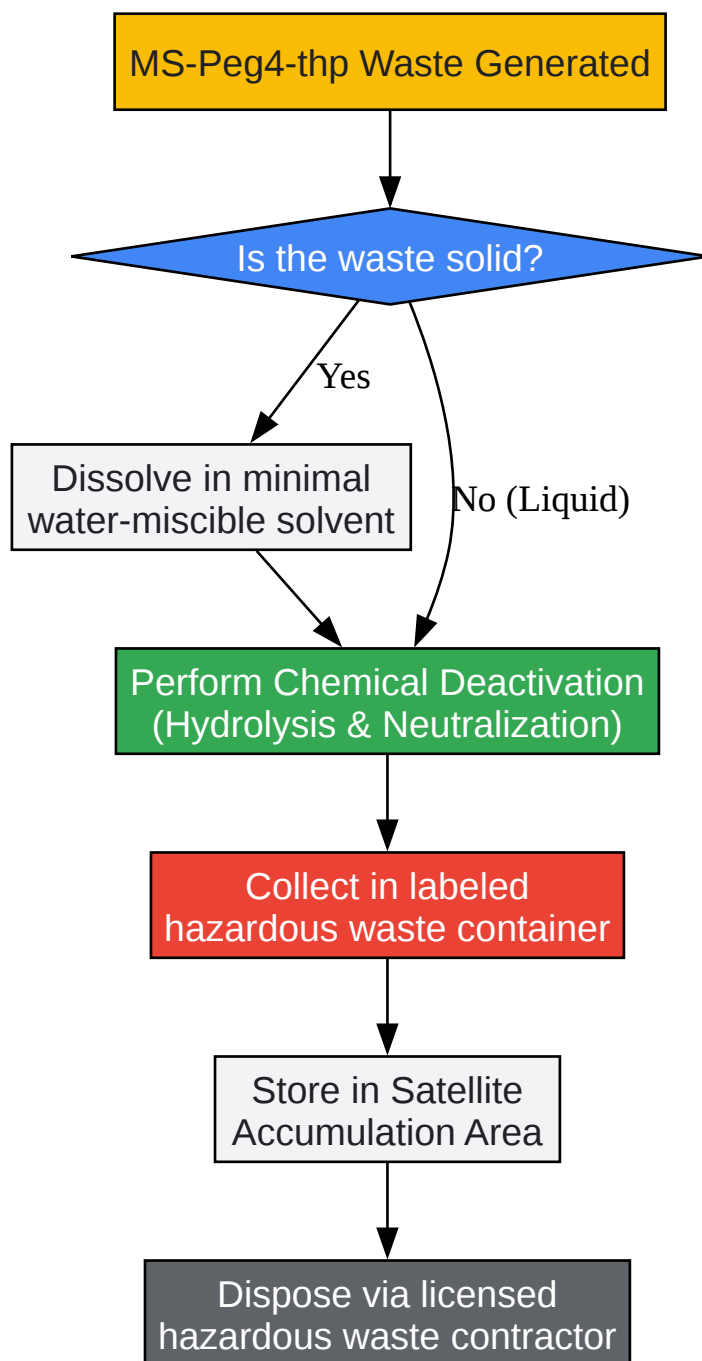 MS-Peg4-thp Waste Generated
Is the waste solid?
Yes
Dissolve in minimal
water-miscible solvent
No (Liquid)
Perform Chemical Deactivation
(Hydrolysis & Neutralization)
Collect in labeled
hazardous waste container
Store in Satellite
Accumulation Area
Dispose via licensed
hazardous waste contractor